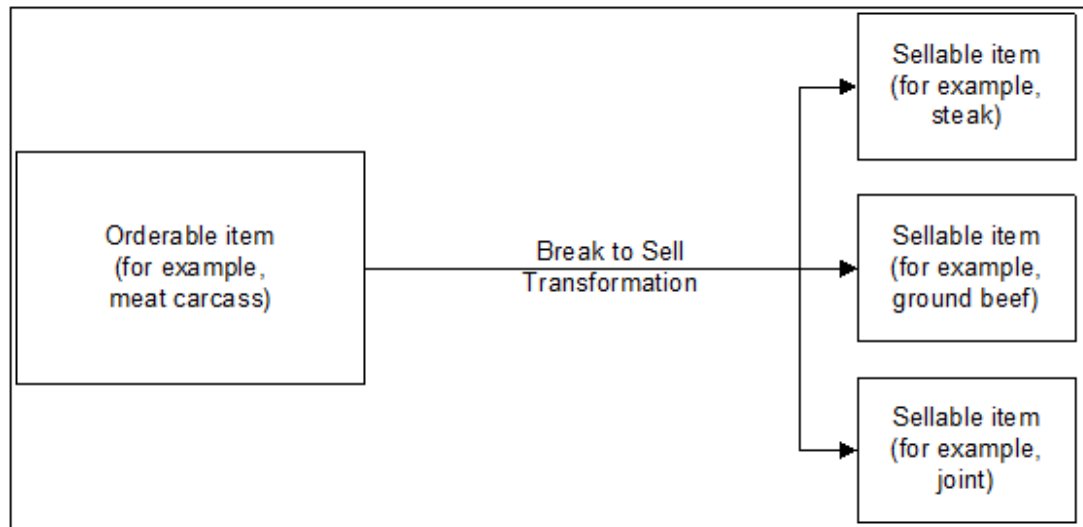 Orderable item
(for example,
meat carcass)
Break to Sell
Transformation
Sellable item
(for example,
steak)
Sellable item
(for example,
ground beef)
Sellable item
(for example,
joint)